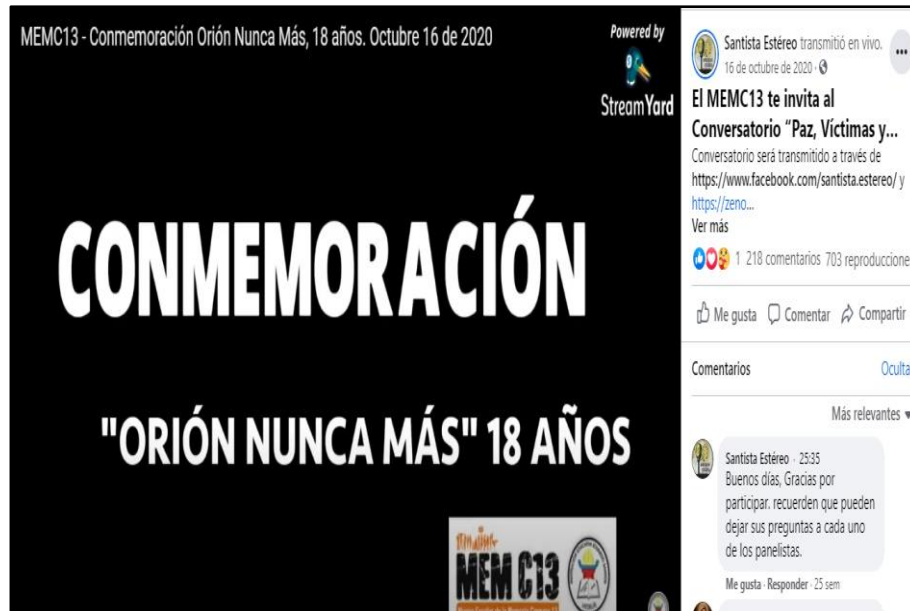 MEMC13 - Conmemoración Orión Nunca Más, 18 años. Octubre 16 de 2020
Powered by
StreamYard
CONMEMORACIÓN
"ORIÓN NUNCA MÁS" 18 AÑOS
MEM C13
Santista Estéreo transmitió en vivo.
16 de octubre de 2020 ·
El MEMC13 te invita al
Conversatorio “Paz, Víctimas y...
Conversatorio será transmitido a través de
https://www.facebook.com/santista.estereo/ y
https://zeno...
Ver más
1 218 comentarios 703 reproduccione
Me gusta Comentar Compartir
Comentarios Oculta
Más relevantes
Santista Estéreo · 25:35
Buenos días, Gracias por
participar. recuerden que pueden
dejar sus preguntas a cada uno
de los panelistas.
Me gusta · Responder · 25 sem